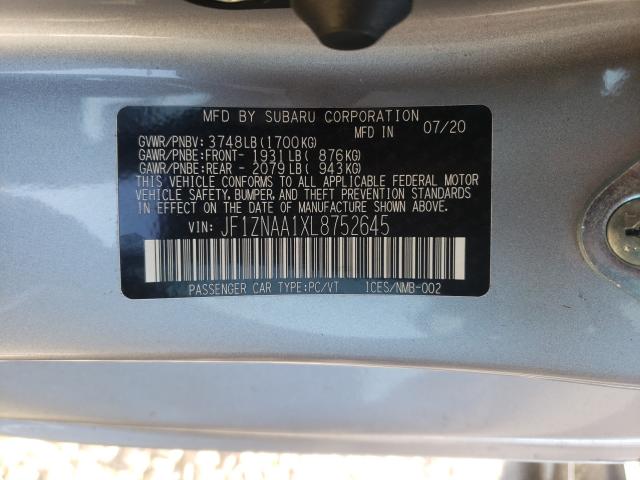 MFD BY SUBARU CORPORATION
MFD IN 07/20
GVWR/PNBV: 3748LB(1700KG)
GAWR/PNBE:FRONT- 1931LB( 876KG)
GAWR/PNBE:REAR - 2079LB( 943KG)
THIS VEHICLE CONFORMS TO ALL APPLICABLE FEDERAL MOTOR
VEHICLE SAFETY, BUMPER, AND THEFT PREVENTION STANDARDS
IN EFFECT ON THE DATE OF MANUFACTURE SHOWN ABOVE.
VIN: JF1ZNAA1XL8752645
PASSENGER CAR TYPE:PC/VT ICES/NMB-002